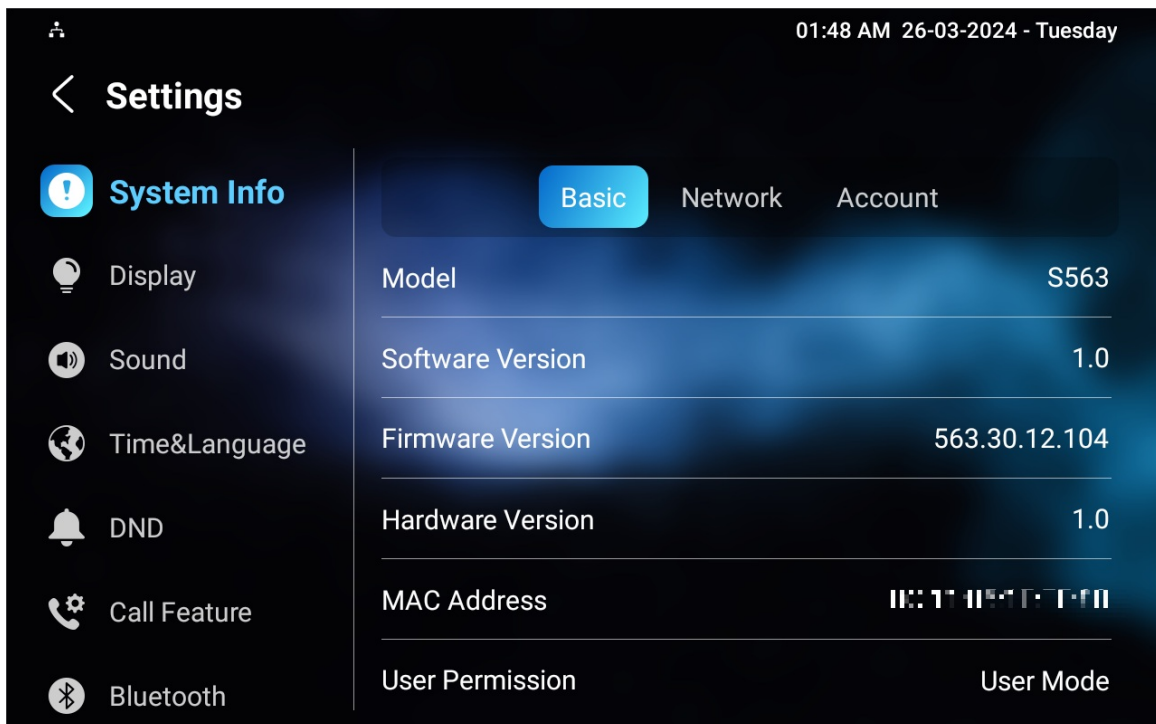 01:48 AM 26-03-2024 - Tuesday
Settings
System Info
Display
Sound
Time&Language
DND
Call Feature
Bluetooth
Basic Network Account
Model S563
Software Version 1.0
Firmware Version 563.30.12.104
Hardware Version 1.0
MAC Address
User Permission User Mode